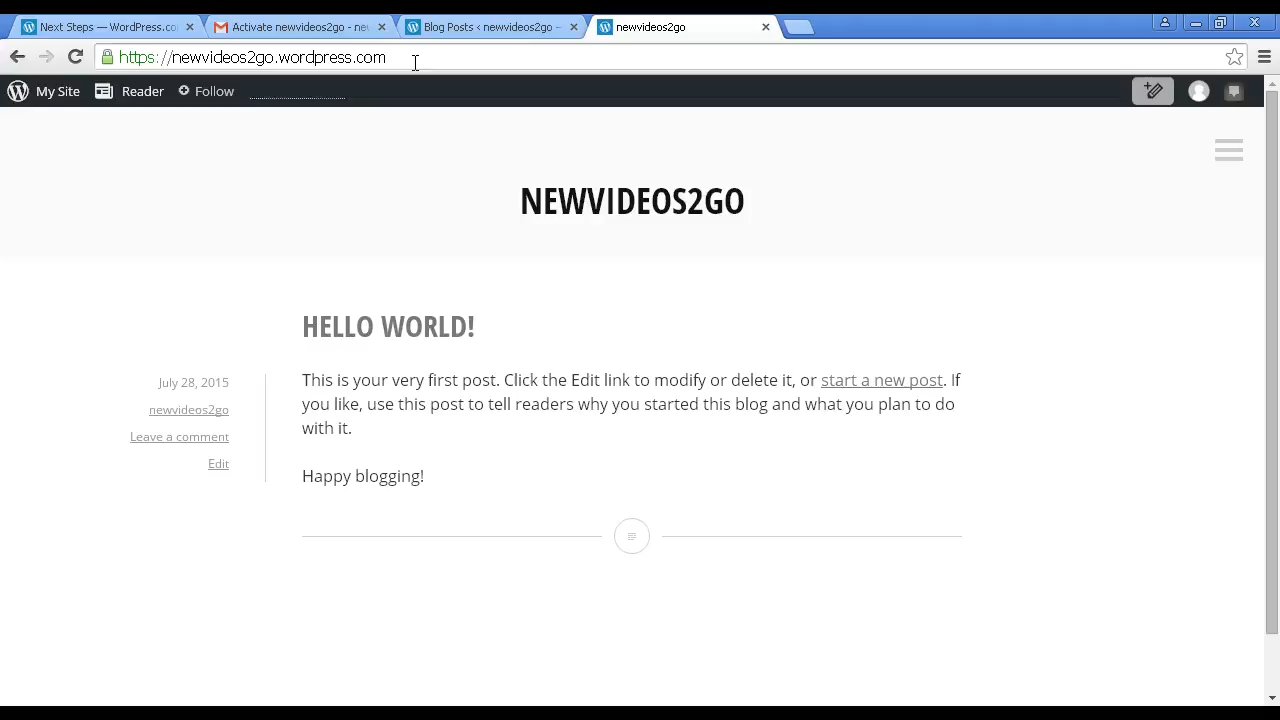 Next Steps — WordPress.co
Activate newvideos2go - ne
Blog Posts < newvideos2go —
newvideos2go
https://newvideos2go.wordpress.com
My Site
Reader
Follow
NEWVIDEOS2GO
HELLO WORLD!
July 28, 2015
newvideos2go
Leave a comment
Edit
This is your very first post. Click the Edit link to modify or delete it, or start a new post. If
you like, use this post to tell readers why you started this blog and what you plan to do
with it.
Happy blogging!